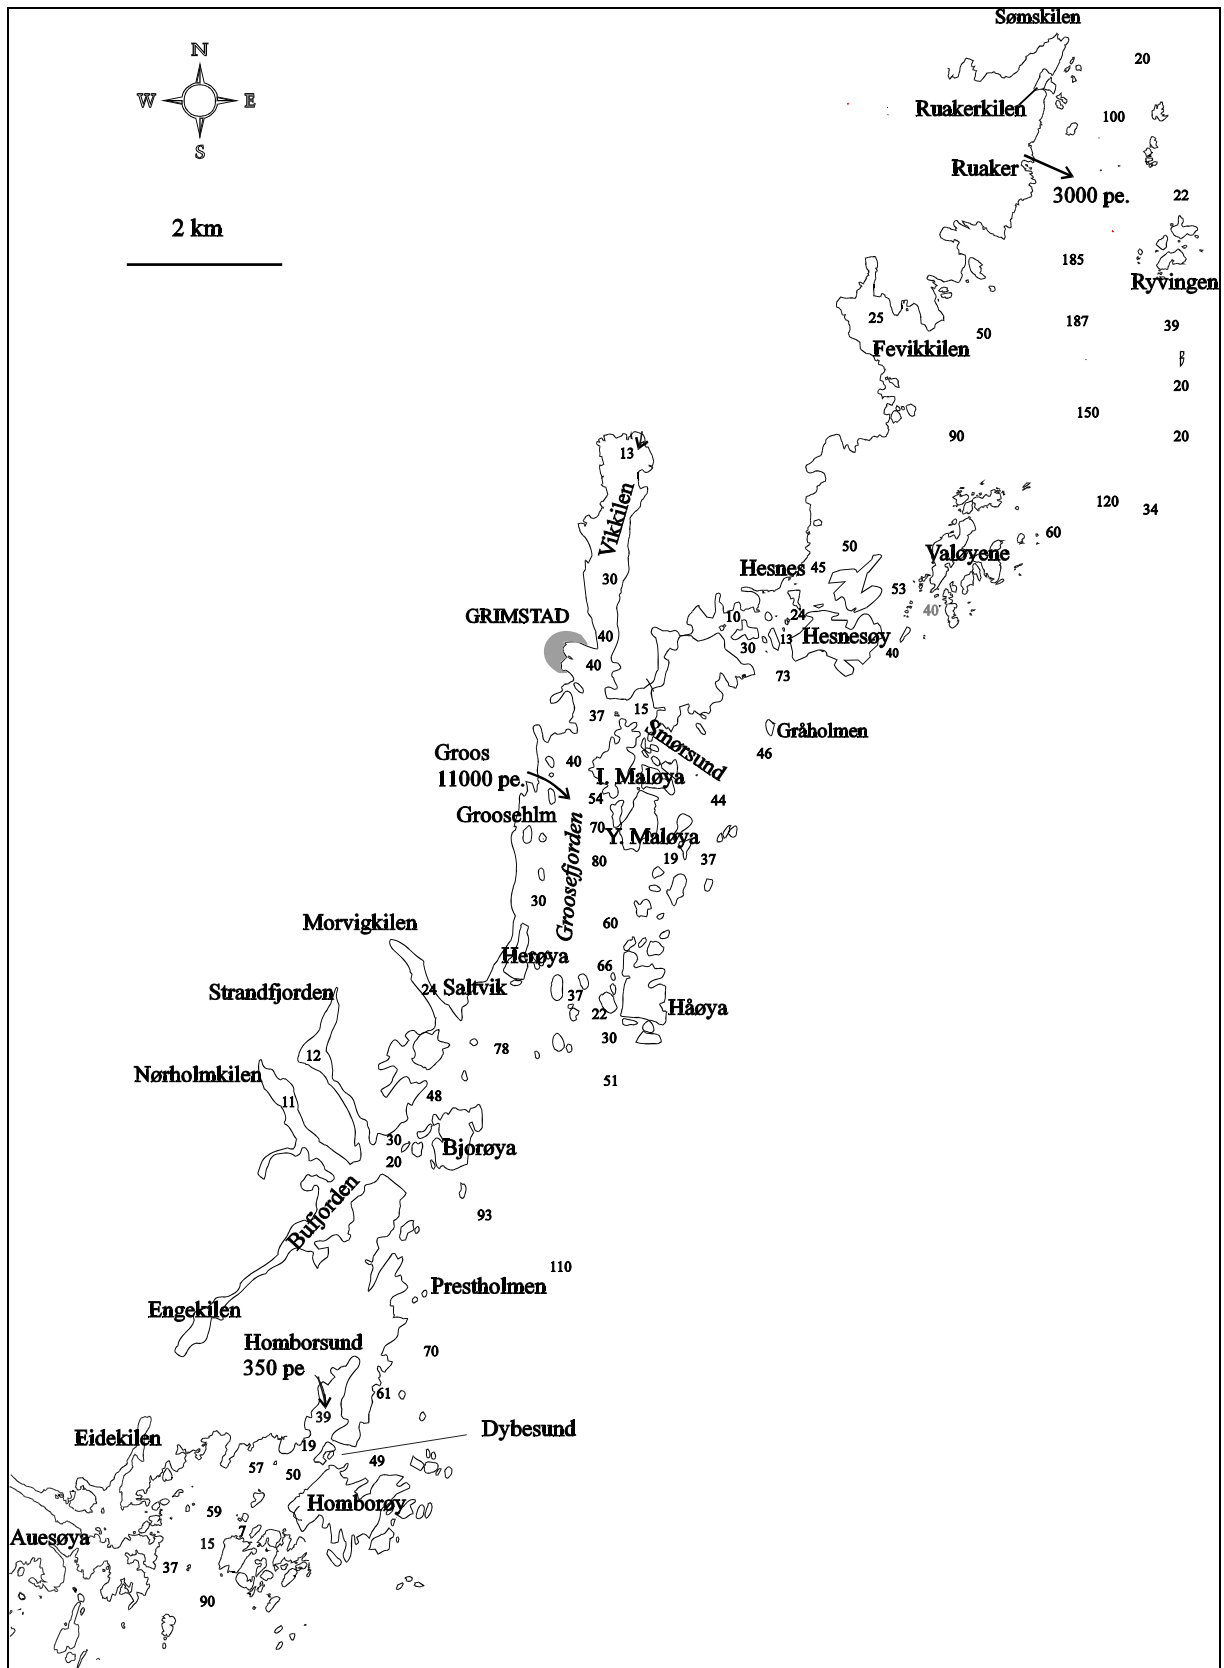 Sømskilen
N
20
W
E
Ruakerkilen
100
S
Ruaker
3000 pe.
22
2 km
185
Ryvingen
25
187
39
50
Fevikkilen
20
150
90
20
13
Vikkilen
120
34
60
50
Valøyene
Hesnes
45
30
53
40
GRIMSTAD
10
24
40
13
Hesnesøy
30
40
40
73
37
15
Smørsund
Gråholmen
46
Groos
11000 pe.
40
I. Maløya
54
44
Groosehlm
70
Y. Maløya
Groosefjorden
80
19
37
30
60
Morvigkilen
Herøya
66
24
Saltvik
Strandfjorden
37
22
Håøya
30
12
78
Nørholmkilen
51
11
48
30
Bjorøya
20
Bufjorden
93
110
Prestholmen
Engekilen
Homborsund
350 pe
70
61
39
Eidekilen
19
Dybesund
57
50
49
59
Homborøy
7
Auesøya
15
37
90